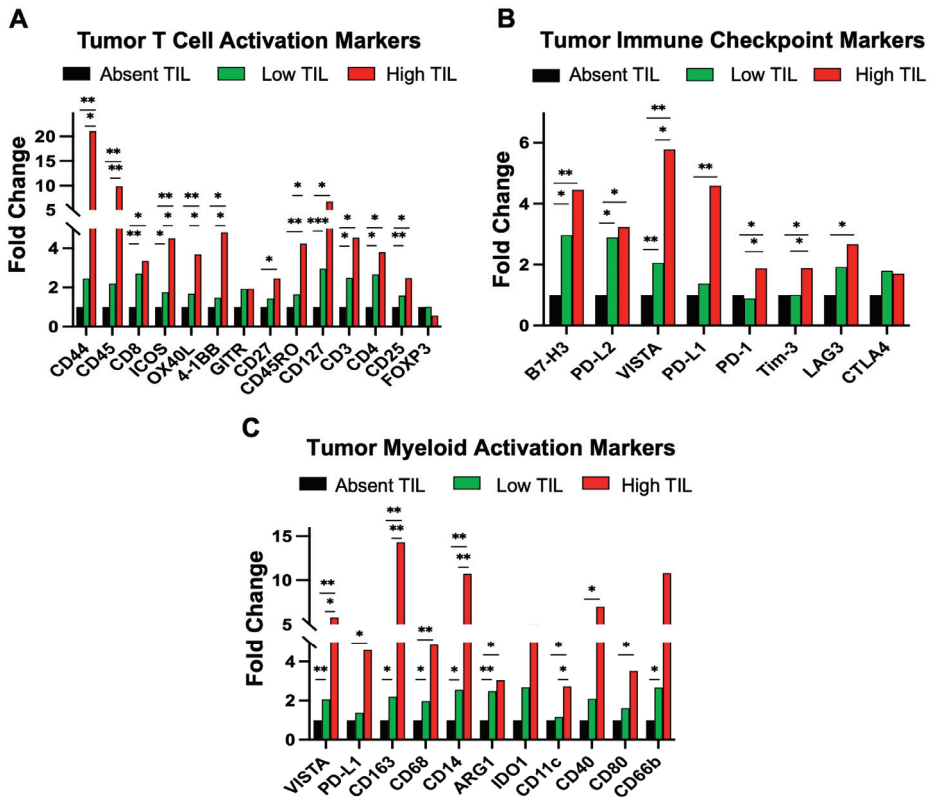 A
Tumor T Cell Activation Markers
Absent TIL Low TIL High TIL
Fold Change
20
15
10
5
4
2
0
** * ** ** * ** ** * * ** * * * * * * ** *** * * * * * **
CD44 CD45 CD8 ICOS OX40L 4-1BB GITR CD27 CD45RO CD127 CD3 CD4 CD25 FOXP3
B
Tumor Immune Checkpoint Markers
Absent TIL Low TIL High TIL
Fold Change
6
4
2
0
** * * * ** * ** ** * * * * *
B7-H3 PD-L2 VISTA PD-L1 PD-1 Tim-3 LAG3 CTLA4
C
Tumor Myeloid Activation Markers
Absent TIL Low TIL High TIL
Fold Change
15
10
5
4
2
0
** * ** * ** ** * ** * ** ** * * ** * * * * *
VISTA PD-L1 CD163 CD68 CD14 ARG1 IDO1 CD11c CD40 CD80 CD66b